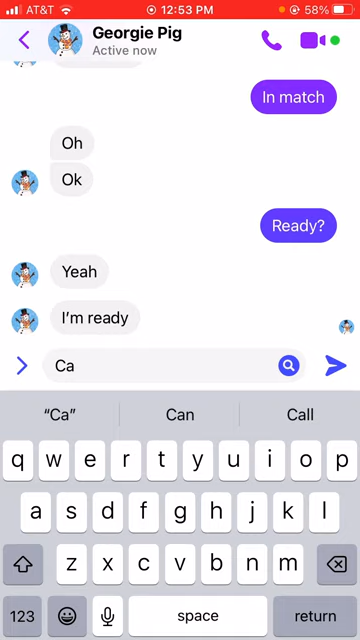 AT&T 12:53 PM 58%
Georgie Pig
Active now
In match
Oh
Ok
Ready?
Yeah
I'm ready
Ca
“Ca” Can Call
q w e r t y u i o p
a s d f g h j k l
z x c v b n m
123 space return